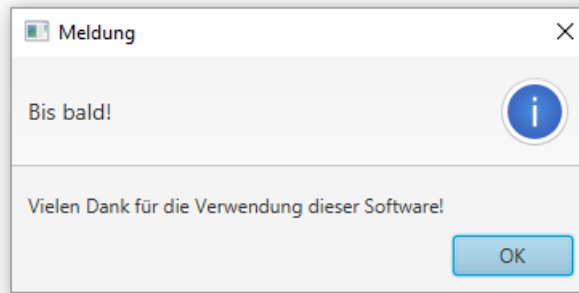 Meldung
Bis bald!
Vielen Dank für die Verwendung dieser Software!
OK